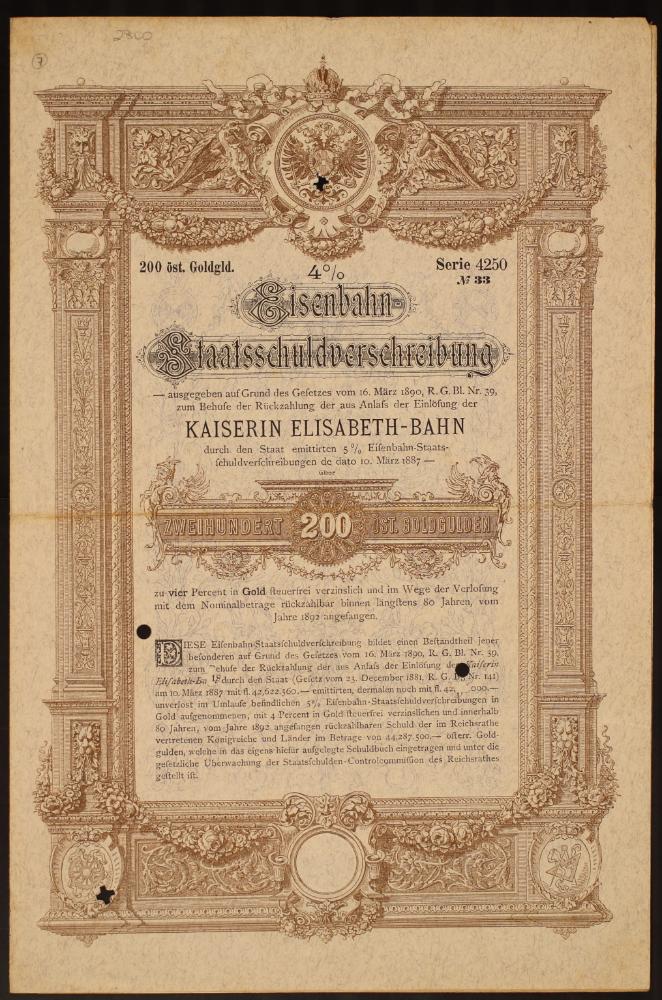 2800
7
200 öst. Goldgld.
4%
Serie 4250
№ 33
Eisenbahn-
Staatsschuldverschreibung
— ausgegeben auf Grund des Gesetzes vom 16. März 1890, R. G. Bl. Nr. 39,
zum Behufe der Rückzahlung der aus Anlass der Einlösung der
KAISERIN ELISABETH-BAHN
durch den Staat emittirten 5% Eisenbahn-Staats-
schuldverschreibungen de dato 10. März 1887 —
über
ZWEIHUNDERT 200 ÖST. GOLDGULDEN
zu vier Percent in Gold steuerfrei verzinslich und im Wege der Verlosung
mit dem Nominalbetrage rückzahlbar binnen längstens 80 Jahren, vom
Jahre 1892 angefangen.
DIESE Eisenbahn-Staatsschuldverschreibung bildet einen Bestandtheil jener
besonderen auf Grund des Gesetzes vom 16. März 1890, R. G. Bl. Nr. 39,
zum Behufe der Rückzahlung der aus Anlass der Einlösung der Kaiserin
Elisabeth-Ba durch den Staat (Gesetz vom 23. December 1881, R. G. Nr. 141)
am 10. März 1887 mit fl. 42,622.560.— emittirten, dermalen noch mit fl. 42, 000.—
unverlost im Umlaufe befindlichen 5% Eisenbahn-Staatsschuldverschreibungen in
Gold aufgenommenen, mit 4 Percent in Gold steuerfrei verzinslichen und innerhalb
80 Jahren, vom Jahre 1892 angefangen rückzahlbaren Schuld der im Reichsrathe
vertretenen Königreiche und Länder im Betrage von 44,287.500.— österr. Gold-
gulden, welche in das eigens hiefür aufgelegte Schuldbuch eingetragen und unter die
gesetzliche Überwachung der Staatsschulden-Controlcommission des Reichsrathes
gestellt ist.